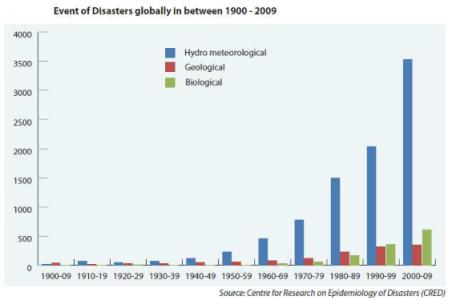 Event of Disasters globally in between 1900 - 2009
4000
Hydro meteorological
3500
Geological
Biological
3000
2500
2000
1500
1000
500
0
1900-09 1910-19 1920-29 1930-39 1940-49 1950-59 1960-69 1970-79 1980-89 1990-99 2000-09
Source: Centre for Research on Epidemiology of Disasters (CRED)